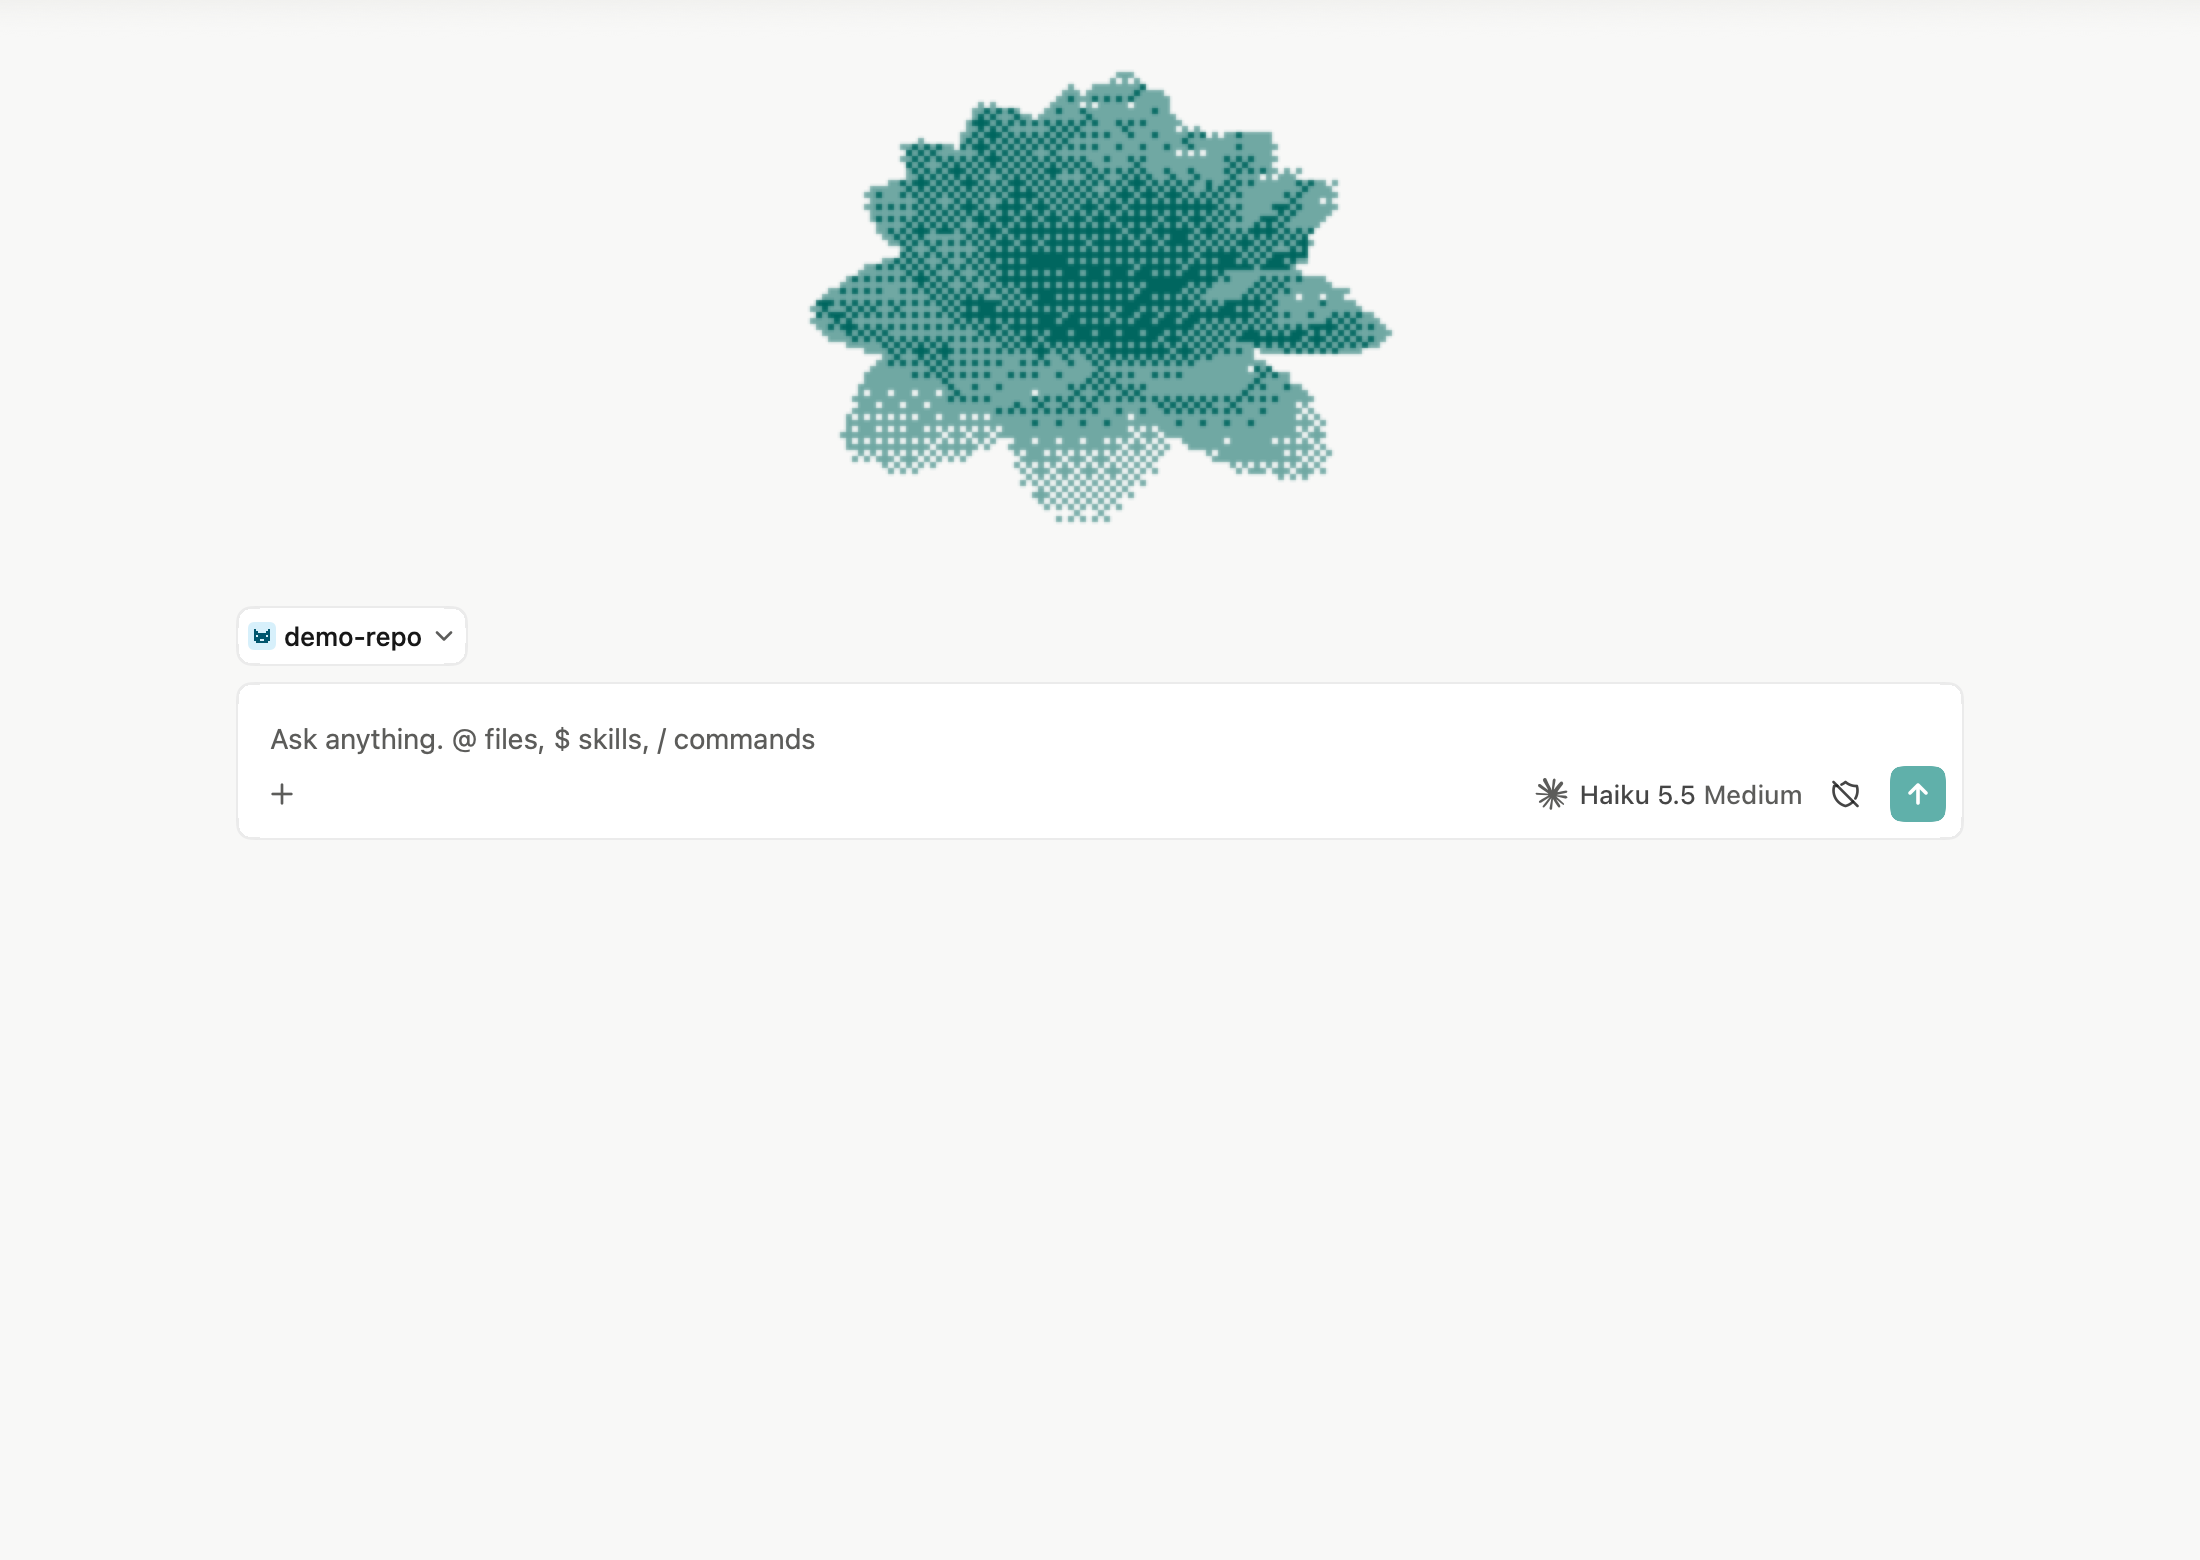 demo-repo
Ask anything. @ files, $ skills, / commands
Haiku 5.5 Medium